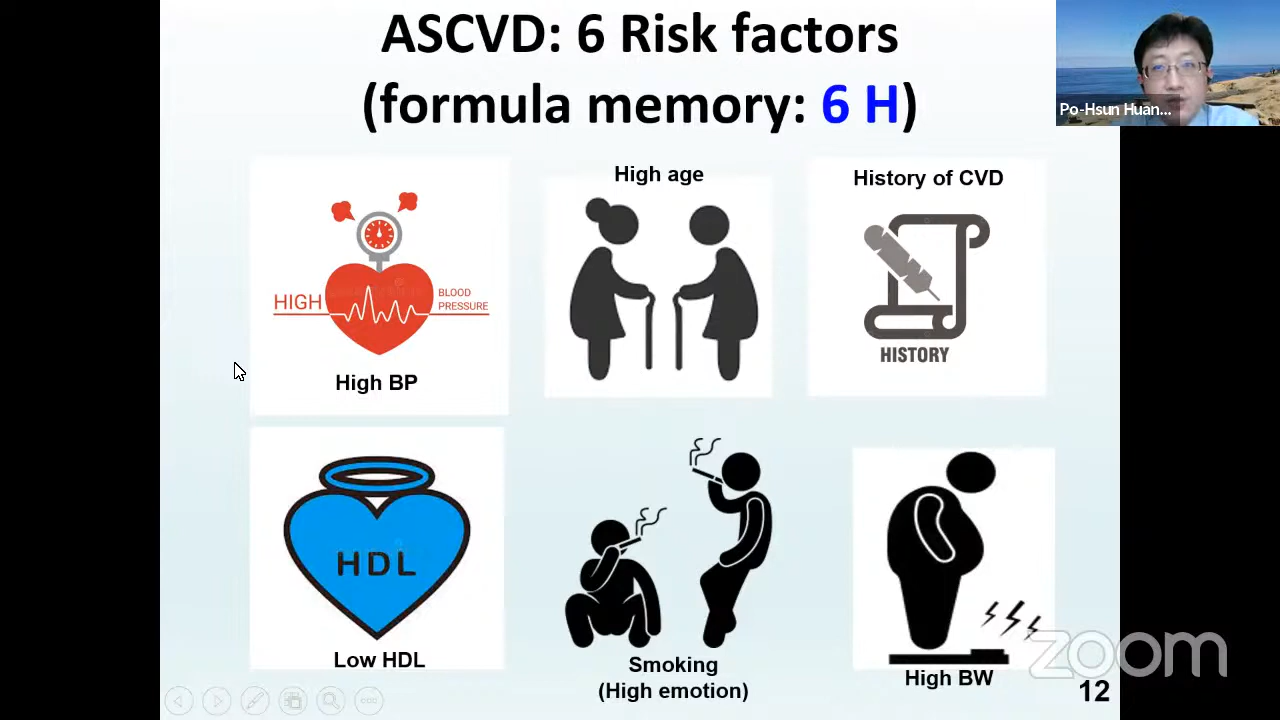 ASCVD: 6 Risk factors
(formula memory: 6 H)
Po-Hsun Huan...
High age
History of CVD
HIGH
BLOOD
PRESSURE
HISTORY
High BP
HDL
Low HDL
Smoking
(High emotion)
High BW
zoom
12